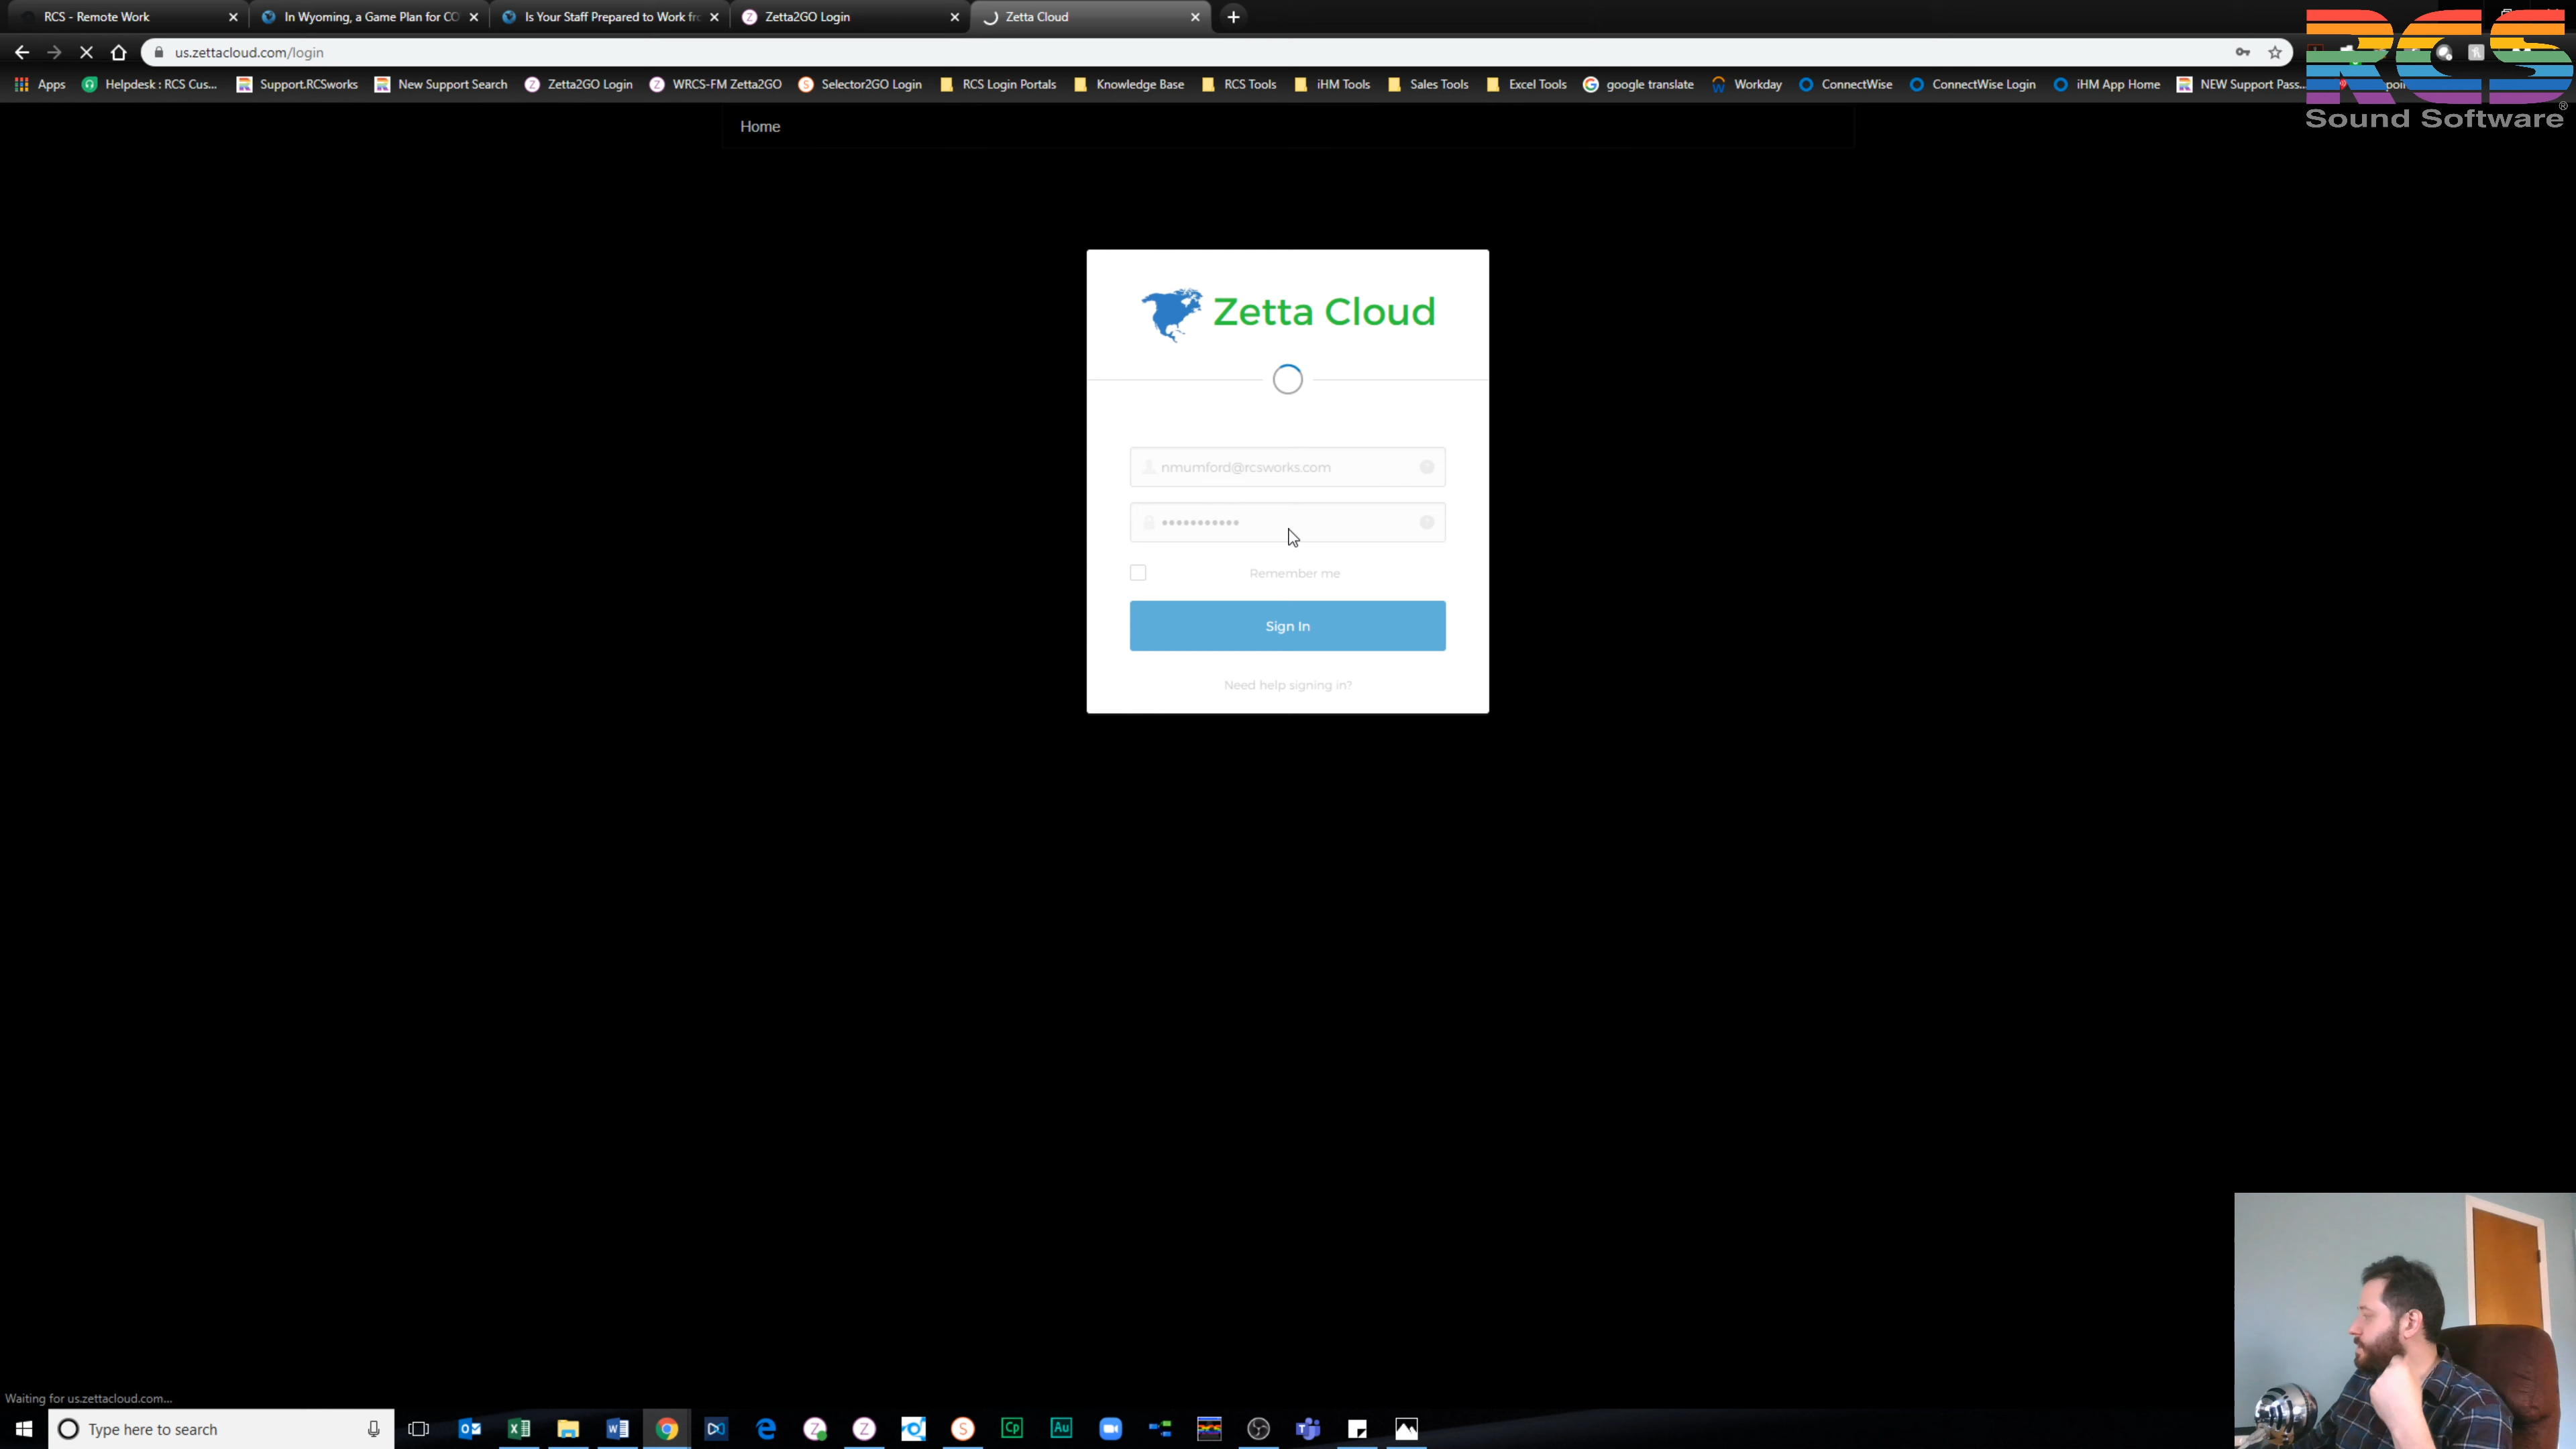 RCS - Remote Work
In Wyoming, a Game Plan for CO
Is Your Staff Prepared to Work fr
Zetta2GO Login
Zetta Cloud
us.zettacloud.com/login
Apps
Helpdesk : RCS Cus...
Support.RCSworks
New Support Search
Zetta2GO Login
WRCS-FM Zetta2GO
Selector2GO Login
RCS Login Portals
Knowledge Base
RCS Tools
iHM Tools
Sales Tools
Excel Tools
google translate
Workday
ConnectWise
ConnectWise Login
iHM App Home
NEW Support Pass...
RCS
Sound Software
®
Home
Zetta Cloud
nmumford@rcsworks.com
Remember me
Sign In
Need help signing in?
Waiting for us.zettacloud.com...
Type here to search